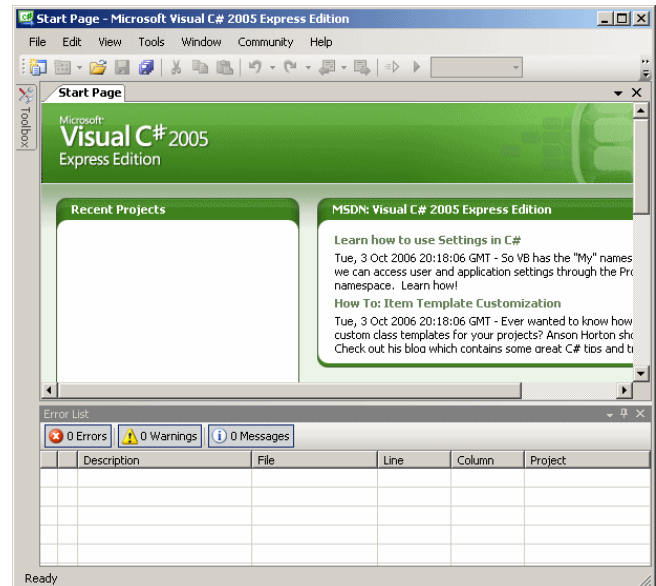 Start Page - Microsoft Visual C# 2005 Express Edition
File Edit View Tools Window Community Help
Toolbox
Start Page
Microsoft
Visual C# 2005
Express Edition
Recent Projects
MSDN: Visual C# 2005 Express Edition
Learn how to use Settings in C#
Tue, 3 Oct 2006 20:18:06 GMT - So VB has the "My" names
we can access user and application settings through the Pro
namespace. Learn how!
How To: Item Template Customization
Tue, 3 Oct 2006 20:18:06 GMT - Ever wanted to know how
custom class templates for your projects? Anson Horton sho
Check out his blog which contains some great C# tips and tr
Error List
0 Errors 0 Warnings 0 Messages
Description File Line Column Project
Ready